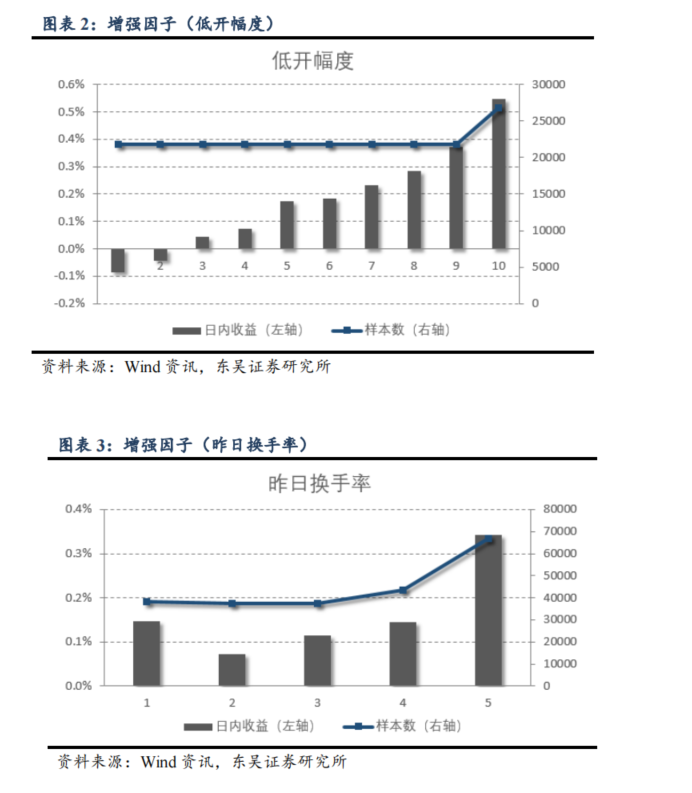 图表 2：增强因子（低开幅度）
低开幅度
0.6% 30000
0.5% 25000
0.4% 20000
0.3%
0.2% 15000
0.1% 10000
0.0%
-0.1% 2 3 4 5 6 7 8 9 10 5000
-0.2% 0
日内收益（左轴） 样本数（右轴）
资料来源：Wind 资讯，东吴证券研究所
图表 3：增强因子（昨日换手率）
昨日换手率
0.4% 80000
70000
0.3% 60000
50000
0.2% 40000
30000
0.1% 20000
10000
0.0% 0
1 2 3 4 5
日内收益（左轴） 样本数（右轴）
资料来源：Wind 资讯，东吴证券研究所